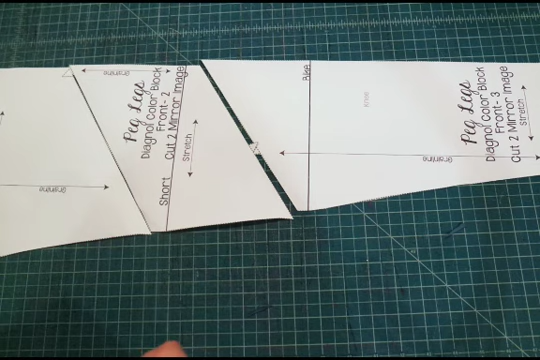 Grainline
Grainline
Peg Legs
Diagnol Color Block
Front- 2
Cut 2 Mirror Image
Stretch
Short
Knee
Grainline
Peg Legs
Diagnol Color Block
Front- 3
Cut 2 Mirror Image
Stretch